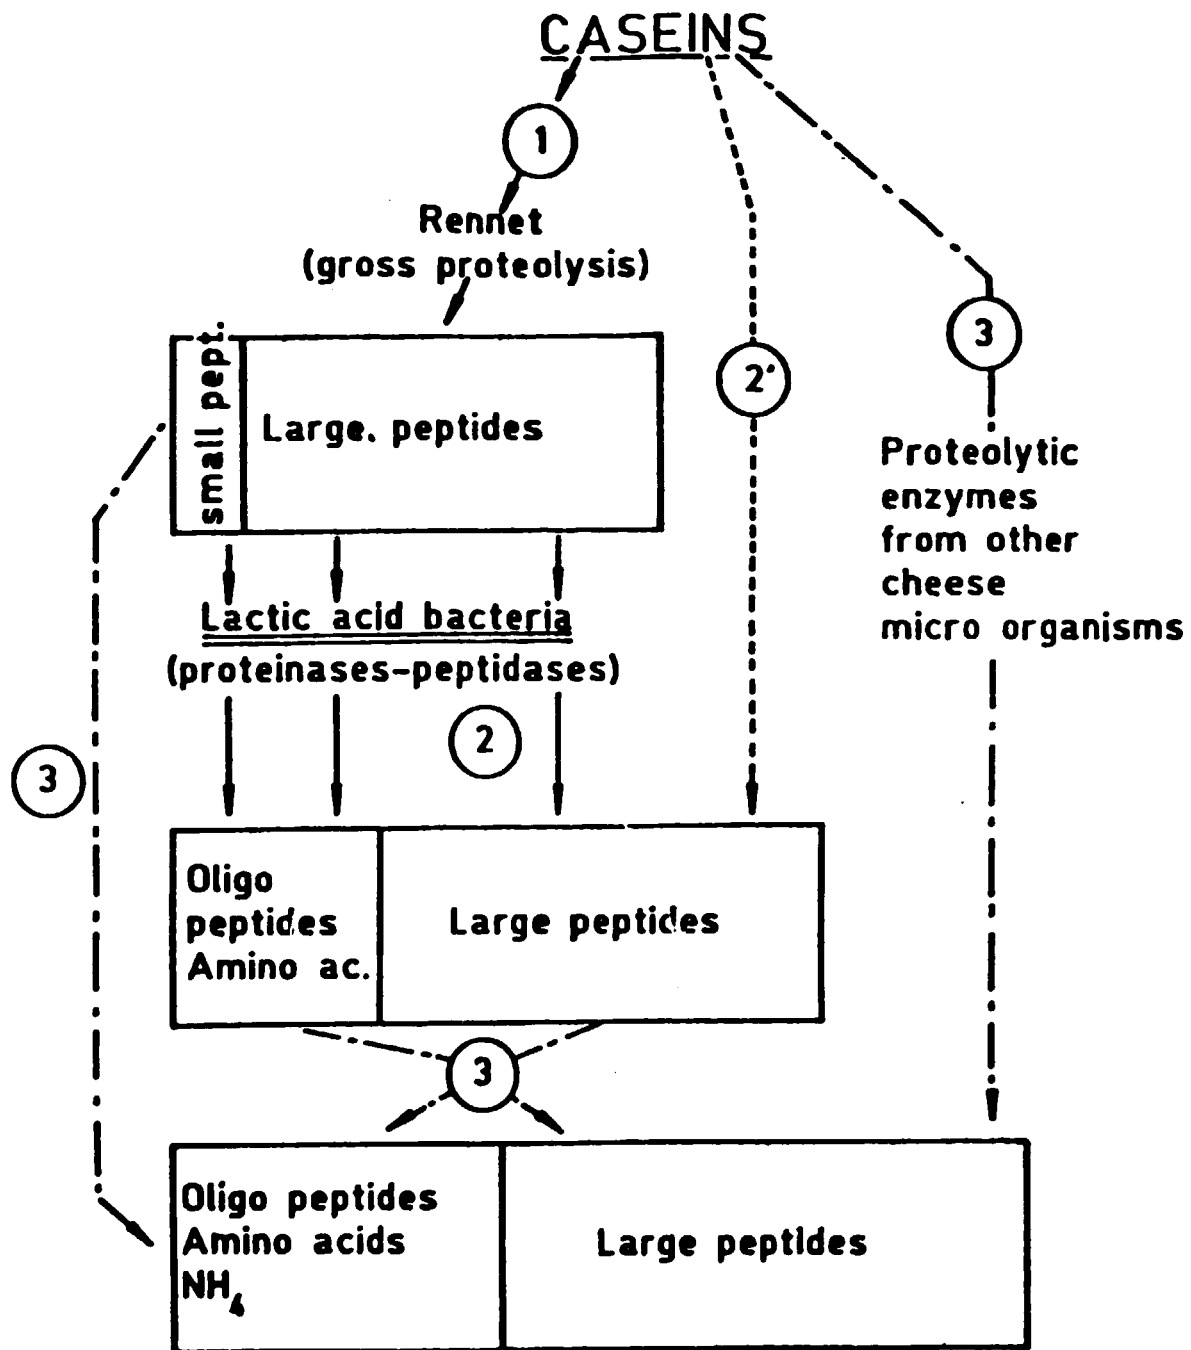 CASEINS
1
Rennet
(gross proteolysis)
small pept.
Large. peptides
2'
3
Proteolytic
enzymes
from other
cheese
micro organisms
Lactic acid bacteria
(proteinases-peptidases)
2
3
Oligo
peptides
Amino ac.
Large peptides
3
Oligo peptides
Amino acids
NH4
Large peptides